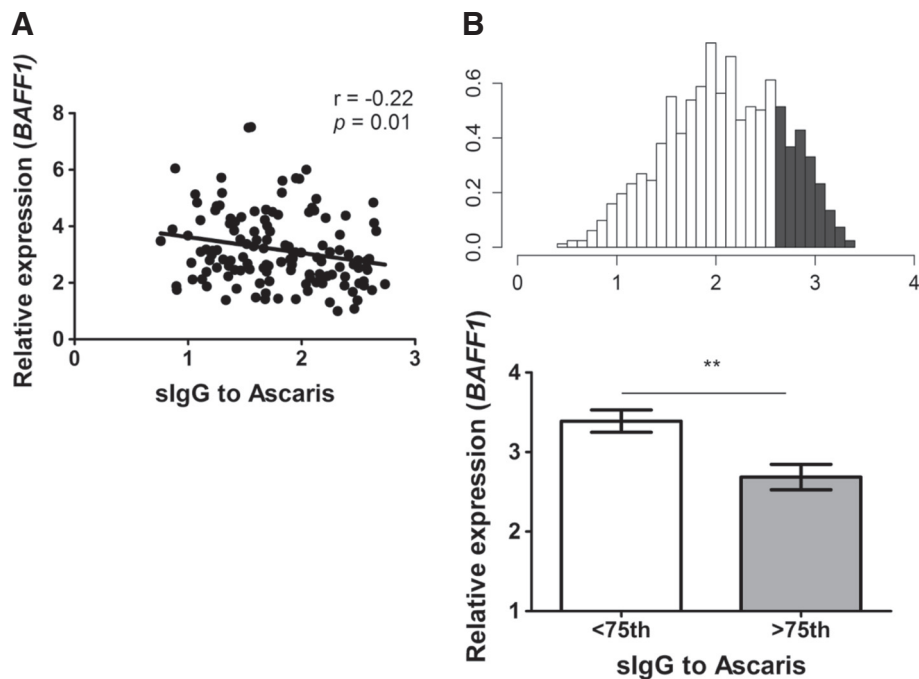 A
Relative expression (BAFF1)
8
6
4
2
0
r = -0.22
p = 0.01
0 1 2 3
sIgG to Ascaris
B
0.6
0.4
0.2
0.0
0 1 2 3 4
Relative expression (BAFF1)
4
3
2
1
**
<75th >75th
sIgG to Ascaris